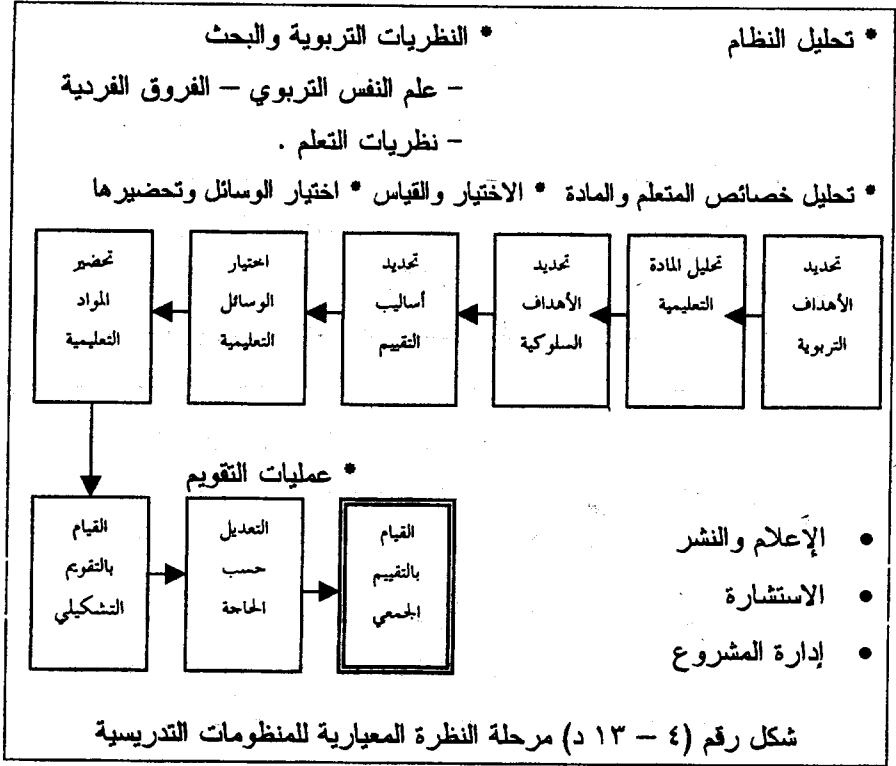 * تحليل النظام * النظريات التربوية والبحث
– علم النفس التربوي – الفروق الفردية
– نظريات التعلم .
* تحليل خصائص المتعلم والمادة * الاختيار والقياس * اختيار الوسائل وتحضيرها
تحديد
الأهداف
التربوية
تحليل المادة
التعليمية
تحديد
الأهداف
السلوكية
تحديد
أساليب
التقييم
اختيار
الوسائل
التعليمية
تحضير
المواد
التعليمية
* عمليات التقويم
القيام
بالتقويم
التشكيلي
التعديل
حسب
الحاجة
القيام
بالتقييم
الجمعي
• الإعلام والنشر
• الاستشارة
• إدارة المشروع
شكل رقم (٤ – ١٣ د) مرحلة النظرة المعيارية للمنظومات التدريسية